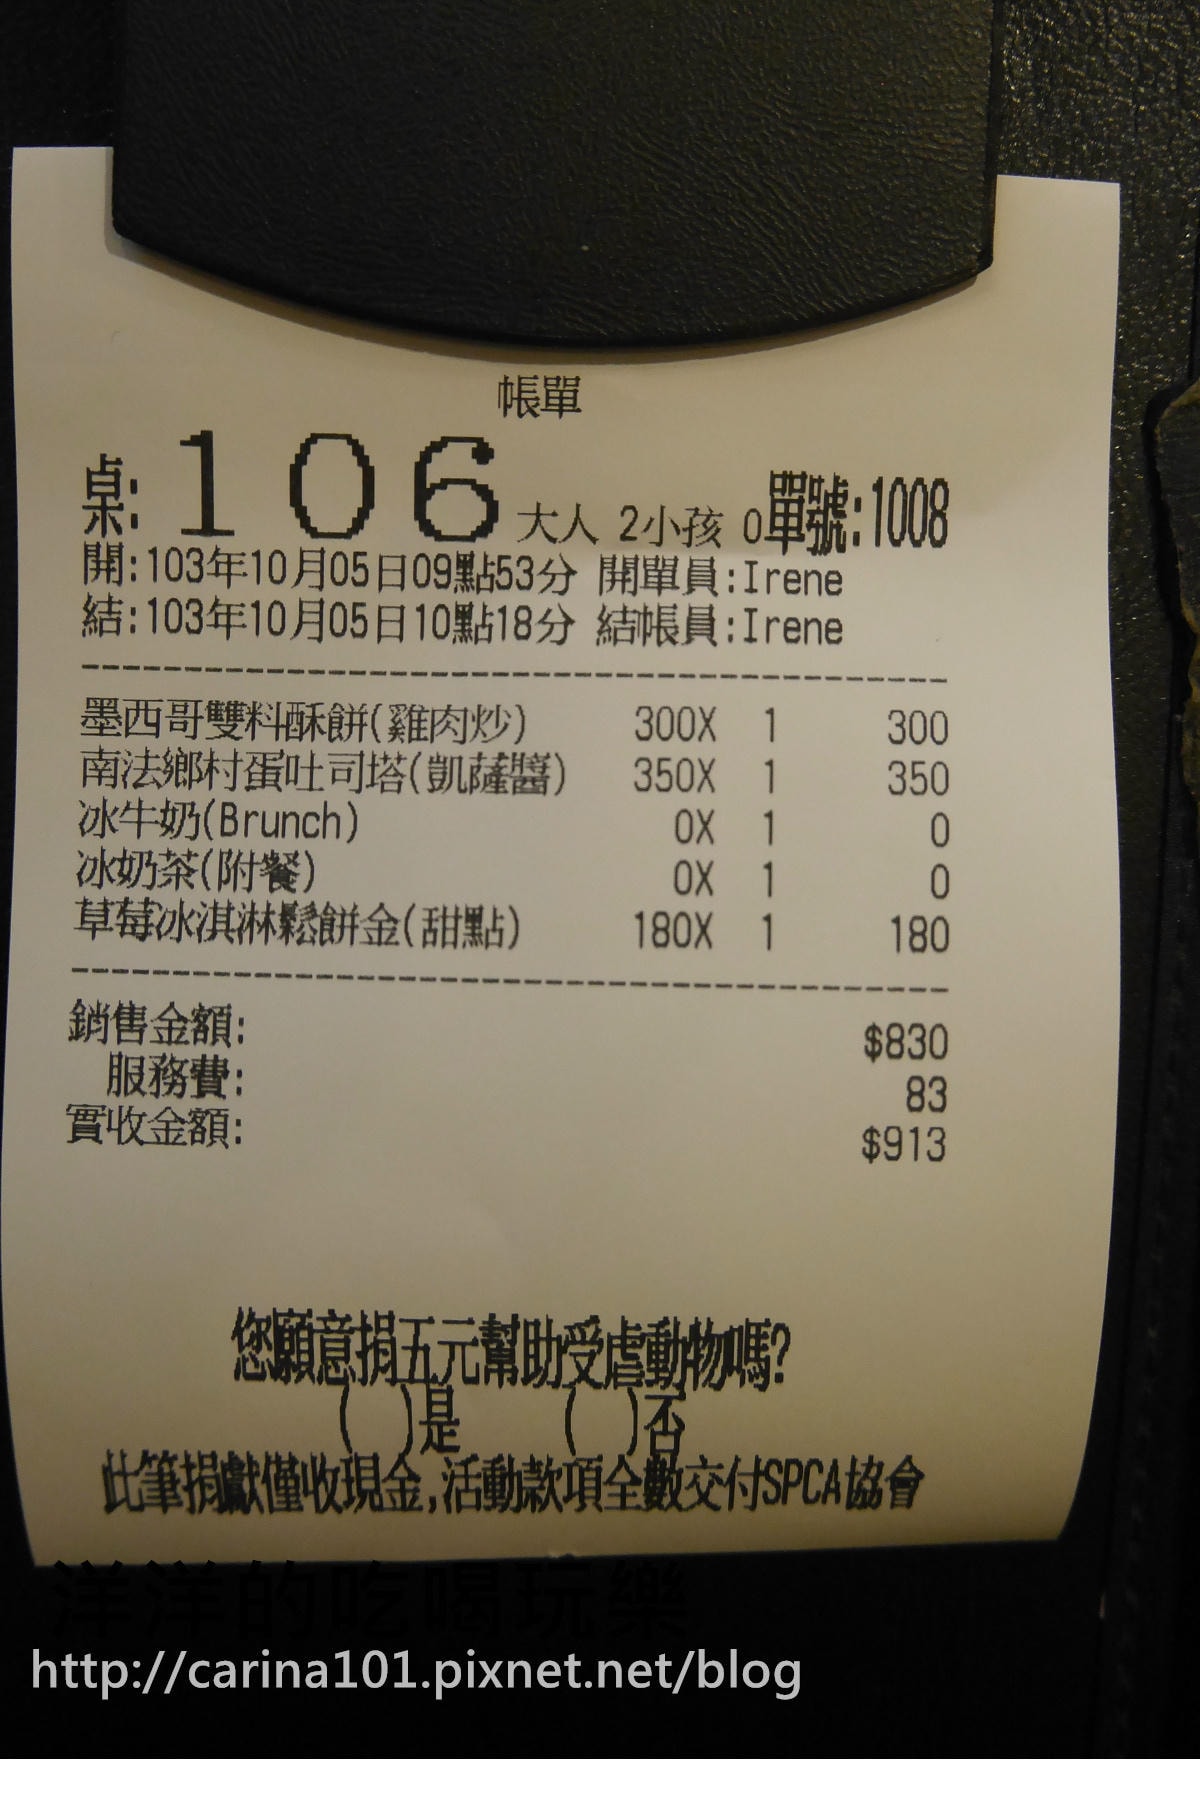 帳單
桌: 106 大人 2小孩 0單號:1008
開:103年10月05日09點53分 開單員:Irene
結:103年10月05日10點18分 結帳員:Irene
墨西哥雙料酥餅(雞肉炒) 300X 1 300
南法鄉村蛋吐司塔(凱薩醬) 350X 1 350
冰牛奶(Brunch) 0X 1 0
冰奶茶(附餐) 0X 1 0
草莓冰淇淋鬆餅金(甜點) 180X 1 180
銷售金額: $830
服務費: 83
實收金額: $913
您願意捐五元幫助受虐動物嗎?
( )是 ( )否
此筆捐獻僅收現金,活動款項全數交付SPCA協會
洋洋的吃喝玩樂
http://carina101.pixnet.net/blog